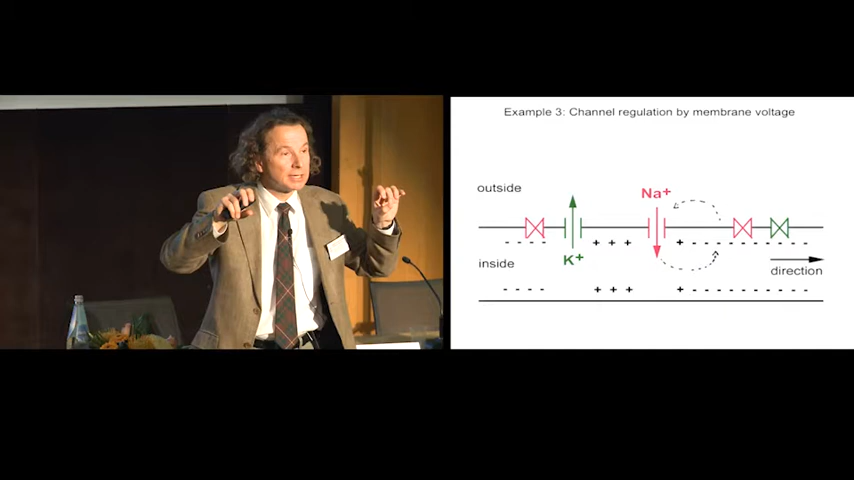 Example 3: Channel regulation by membrane voltage
outside
Na+
K+
inside
direction
- - - -
+ + +
+ - - - - - - - - - -
- - - -
+ + +
+ - - - - - - - - - -